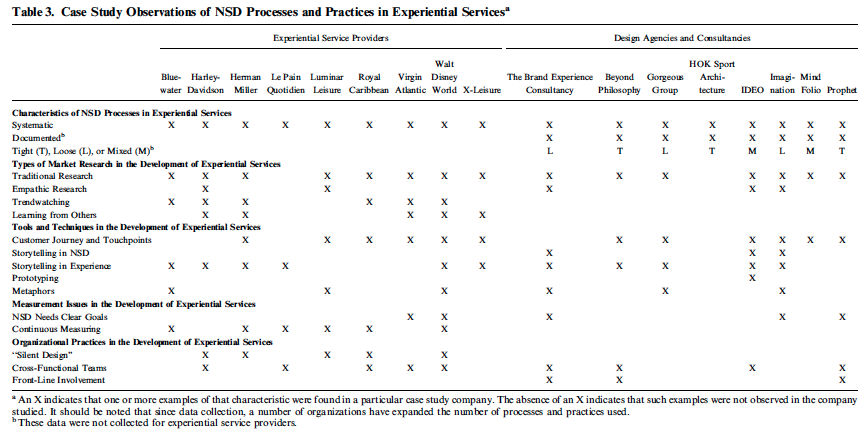 Table 3. Case Study Observations of NSD Processes and Practices in Experiential Services^a
Experiential Service Providers Design Agencies and Consultancies
Walt HOK Sport
Blue- Harley- Herman Le Pain Luminar Royal Virgin Disney The Brand Experience Beyond Gorgeous Archi- Imagi- Mind
water Davidson Miller Quotidien Leisure Caribbean Atlantic World X-Leisure Consultancy Philosophy Group tecture IDEO nation Folio Prophet
Characteristics of NSD Processes in Experiential Services
Systematic X X X X X X X X X X X X X X X X X
Documented^b X X X X X X X X
Tight (T), Loose (L), or Mixed (M)^b L T L T M L M T
Types of Market Research in the Development of Experiential Services
Traditional Research X X X X X X X X X X X X X X X
Empathic Research X X X X X
Trendwatching X X X X X X
Learning from Others X X X X X
Tools and Techniques in the Development of Experiential Services
Customer Journey and Touchpoints X X X X X X X X X X X X
Storytelling in NSD X X X
Storytelling in Experience X X X X X X X X X X X
Prototyping X
Metaphors X X X X X X
Measurement Issues in the Development of Experiential Services
NSD Needs Clear Goals X X X X X
Continuous Measuring X X X X X X
Organizational Practices in the Development of Experiential Services
"Silent Design" X X X X X
Cross-Functional Teams X X X X X X X X X
Front-Line Involvement X X X
^a An X indicates that one or more examples of that characteristic were found in a particular case study company. The absence of an X indicates that such examples were not observed in the company
studied. It should be noted that since data collection, a number of organizations have expanded the number of processes and practices used.
^b These data were not collected for experiential service providers.